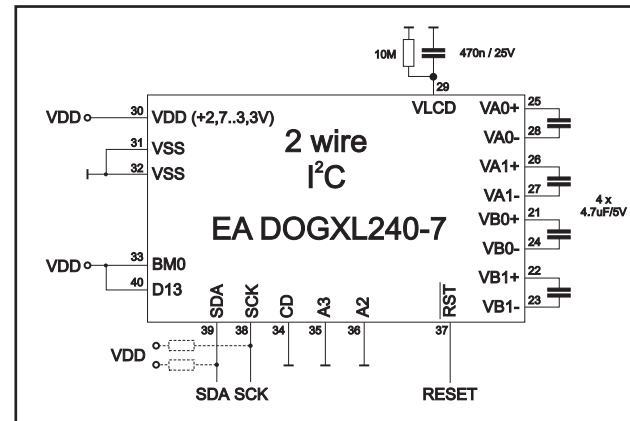 10M
470n / 25V
29
VLCD
VDD
30
VDD (+2,7..3,3V)
31
VSS
32
VSS
2 wire
I²C
EA DOGXL240-7
VA0+
25
VA0-
28
VA1+
26
VA1-
27
VB0+
21
VB0-
24
VB1+
22
VB1-
23
4 x
4.7uF/5V
VDD
33
BM0
40
D13
SDA
SCK
CD
A3
A2
RST
39
38
34
35
36
37
VDD
SDA SCK
RESET